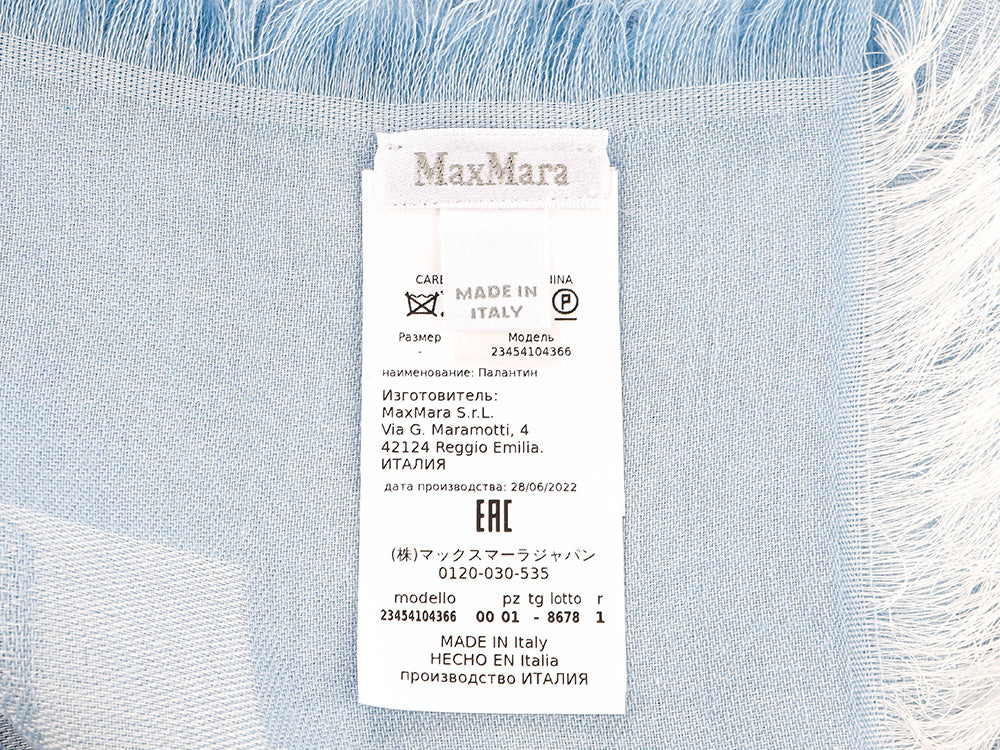 MaxMara
MADE IN
ITALY
Размер
Модель
-
23454104366
наименование: Палантин
Изготовитель:
MaxMara S.r.L.
Via G. Maramotti, 4
42124 Reggio Emilia.
ИТАЛИЯ
дата производства: 28/06/2022
EAC
(株)マックスマーラジャパン
0120-030-535
modello pz tg lotto r
23454104366 00 01 - 8678 1
MADE IN Italy
HECHO EN Italia
производство ИТАЛИЯ